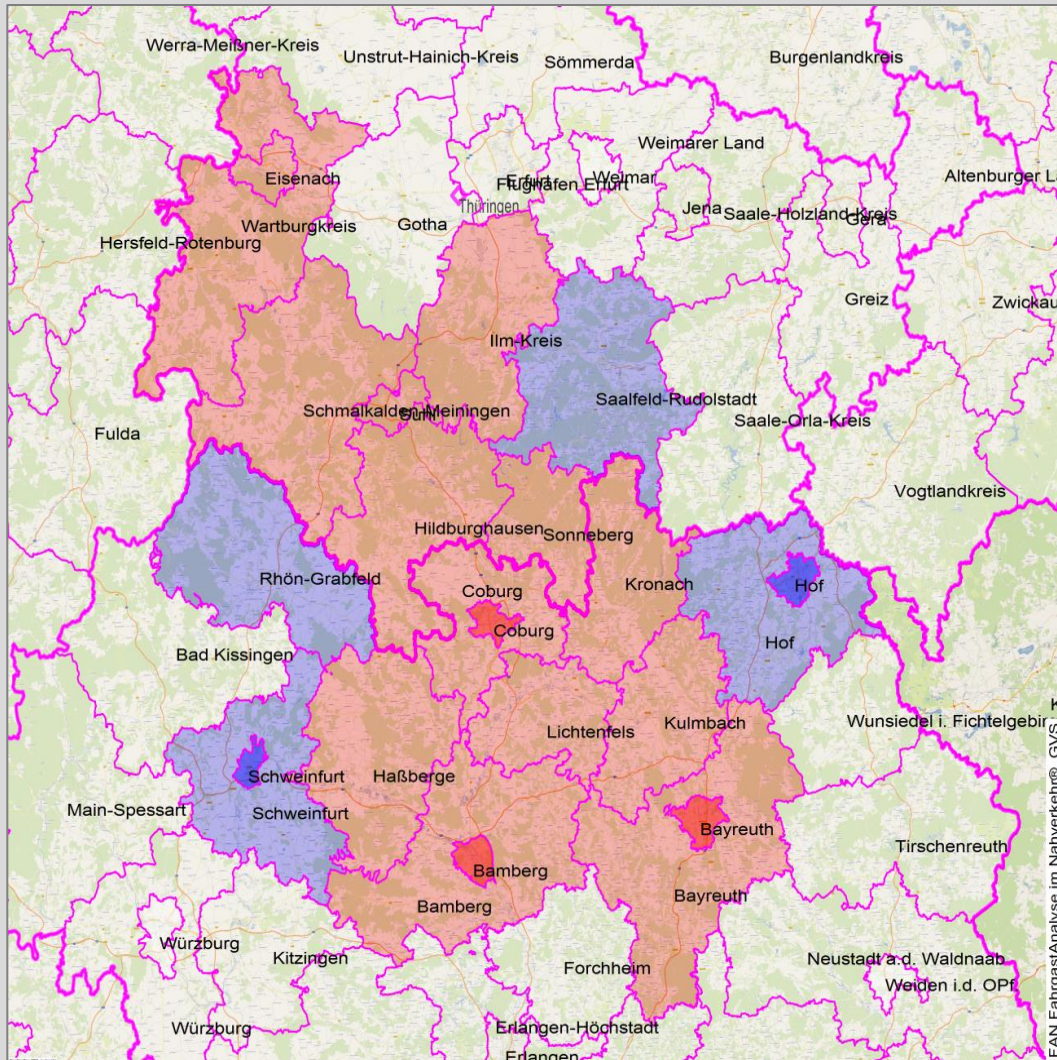 Werra-Meißner-Kreis
Unstrut-Hainich-Kreis
Sömmerda
Burgenlandkreis
Weimarer Land
Eisenach
Erfurt
Flughafen Erfurt
Weimar
Altenburger La
Thüringen
Jena
Saale-Holzland-Kreis
Gera
Wartburgkreis
Gotha
Hersfeld-Rotenburg
Greiz
Zwickau
Ilm-Kreis
Saalfeld-Rudolstadt
Schmalkalden-Meiningen
Suhl
Saale-Orla-Kreis
Fulda
Vogtlandkreis
Hildburghausen
Sonneberg
Rhön-Grabfeld
Coburg
Kronach
Hof
Coburg
Hof
Bad Kissingen
Kulmbach
Wunsiedel i. Fichtelgebir
Lichtenfels
Schweinfurt
Haßberge
Main-Spessart
Schweinfurt
Bayreuth
Tirschenreuth
Bamberg
Bayreuth
Bamberg
Würzburg
Kitzingen
Forchheim
Neustadt a.d. Waldnaab
Weiden i.d. OPf.
Würzburg
Erlangen-Höchstadt
Erlangen
FAN FahrgastAnalyse im Nahverkehr®, GVS, K